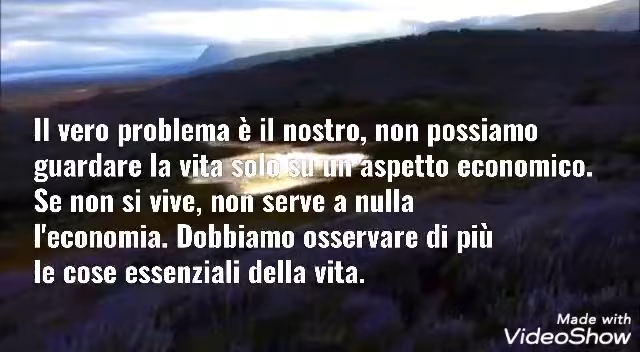 Il vero problema è il nostro, non possiamo
guardare la vita solo su un aspetto economico.
Se non si vive, non serve a nulla
l'economia. Dobbiamo osservare di più
le cose essenziali della vita.
Made with
VideoShow